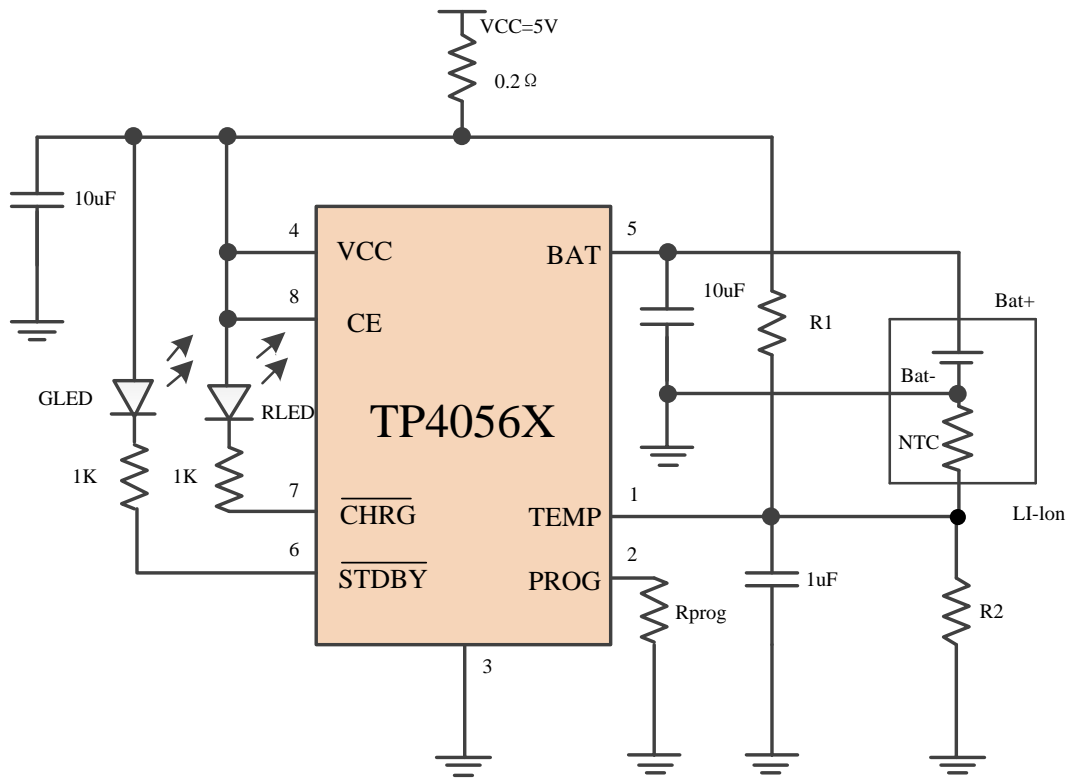 VCC=5V
0.2Ω
10uF
4
VCC
BAT
5
8
CE
10uF
R1
Bat+
GLED
RLED
Bat-
TP4056X
NTC
1K
1K
7
CHRG
TEMP
1
LI-lon
6
STDBY
PROG
2
1uF
Rprog
R2
3